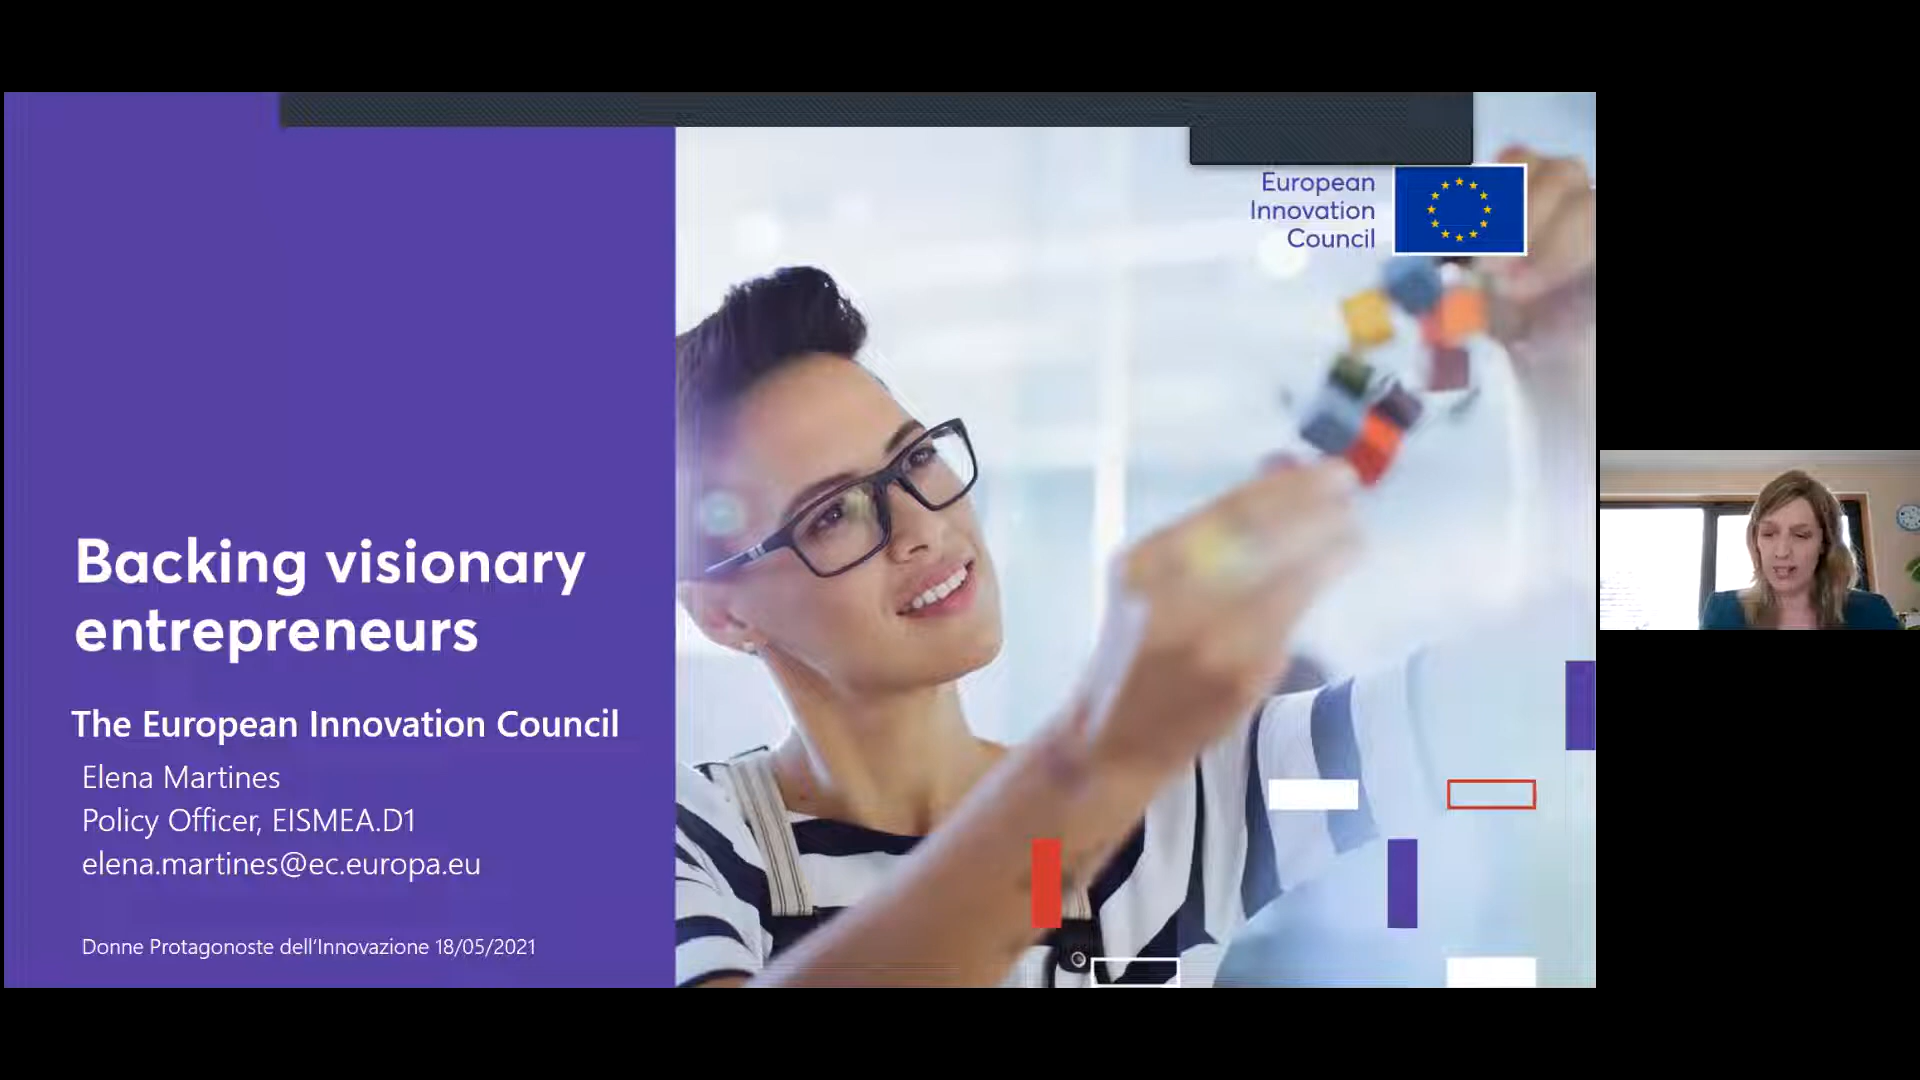 European
Innovation
Council
Backing visionary
entrepreneurs
The European Innovation Council
Elena Martines
Policy Officer, EISMEA.D1
elena.martines@ec.europa.eu
Donne Protagonoste dell'Innovazione 18/05/2021